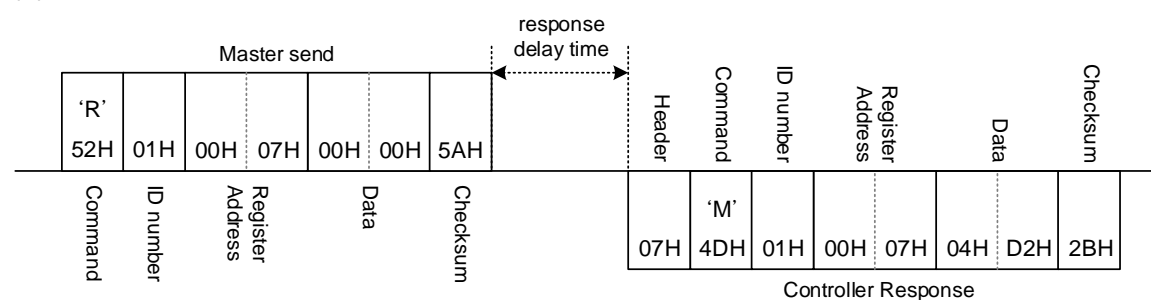 response
delay time
Master send
'R'
52H 01H 00H 07H 00H 00H 5AH
Command
ID number
Register
Address
Data
Checksum
Header
Command
ID number
Register
Address
Data
Checksum
'M'
07H 4DH 01H 00H 07H 04H D2H 2BH
Controller Response